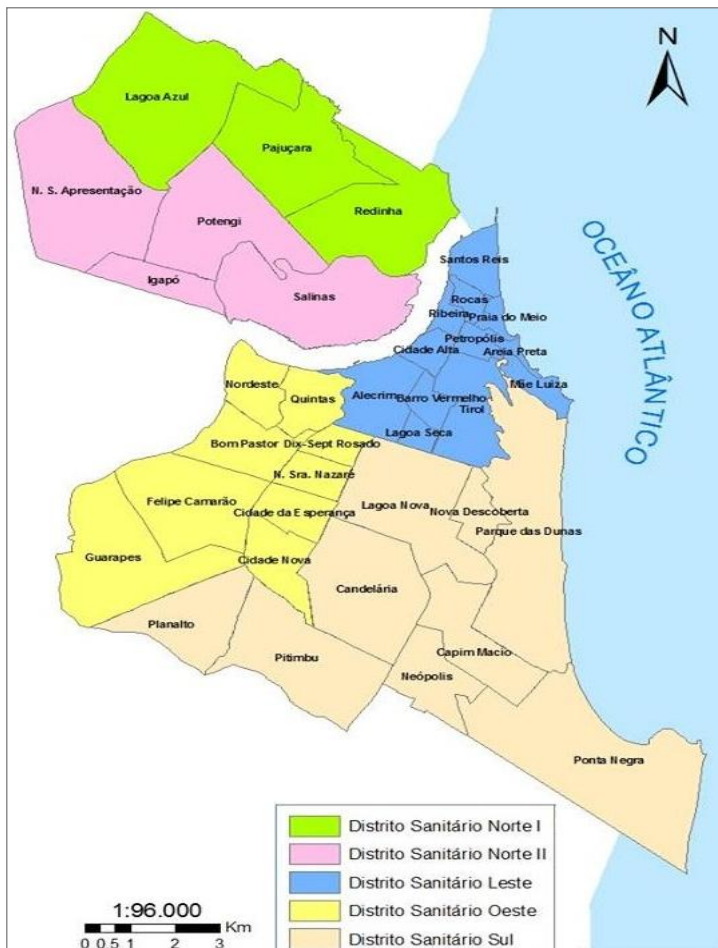 N
Lagoa Azul
Pajuçara
N. S. Apresentação
Redinha
Potengi
OCEÂNO ATLÂNTICO
Santos Reis
Igapó
Salinas
Rocas
Ribeira
Praia do Meio
Petropólis
Cidade Alta
Areia Preta
Nordeste
Mãe Luiza
Quintas
Alecrim
Barro Vermelho
Tirol
Lagoa Seca
Bom Pastor
Dix-Sept Rosado
N. Sra. Nazaré
Felipe Camarão
Lagoa Nova
Cidade da Esperança
Nova Descoberta
Parque das Dunas
Guarapes
Cidade Nova
Candelária
Planalto
Pitimbu
Capim Macio
Neópolis
Ponta Negra
Distrito Sanitário Norte I
Distrito Sanitário Norte II
Distrito Sanitário Leste
Distrito Sanitário Oeste
Distrito Sanitário Sul
1:96.000
Km
0 0.5 1 2 3